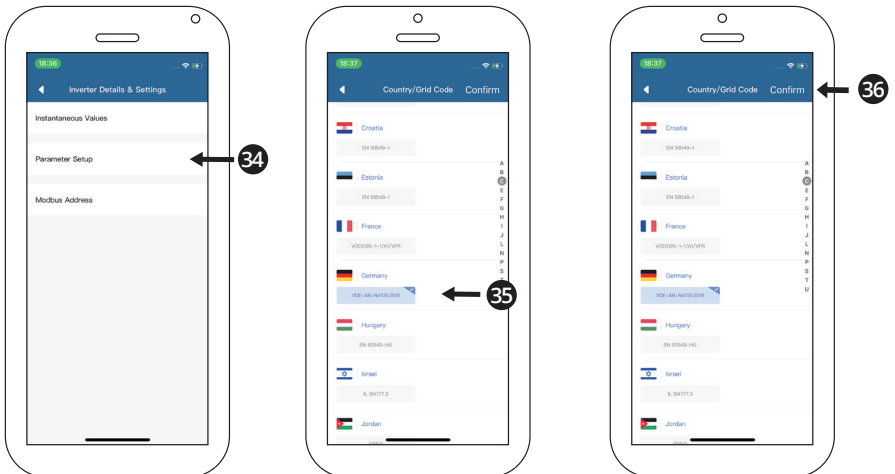 18:36
Inverter Details & Settings
Instantaneous Values
Parameter Setup
Modbus Address
34
18:37
Country/Grid Code Confirm
Croatia
EN 50549-1
Estonia
EN 50549-1
France
VDE0126-1-1/A1/VFR
Germany
VDE-AR-N4105:2018
Hungary
EN 50549-HU
Israel
IL SI4777.2
Jordan
A
B
C
E
F
G
H
I
J
L
N
P
S
T
35
18:37
Country/Grid Code Confirm
36
Croatia
EN 50549-1
Estonia
EN 50549-1
France
VDE0126-1-1/A1/VFR
Germany
VDE-AR-N4105:2018
Hungary
EN 50549-HU
Israel
IL SI4777.2
Jordan
A
B
C
E
F
G
H
I
J
L
N
P
S
T
U